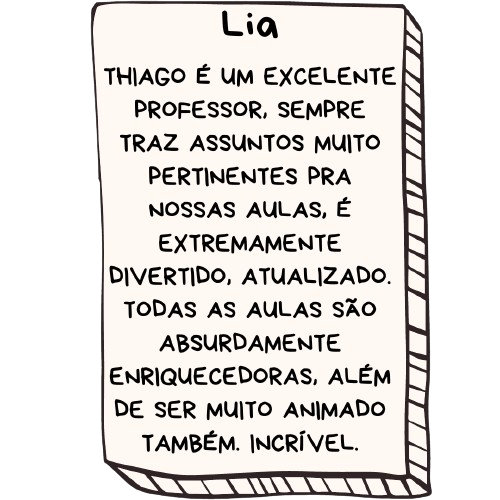 Lia
THIAGO É UM EXCELENTE
PROFESSOR, SEMPRE
TRAZ ASSUNTOS MUITO
PERTINENTES PRA
NOSSAS AULAS, É
EXTREMAMENTE
DIVERTIDO, ATUALIZADO.
TODAS AS AULAS SÃO
ABSURDAMENTE
ENRIQUECEDORAS, ALÉM
DE SER MUITO ANIMADO
TAMBÉM. INCRÍVEL.